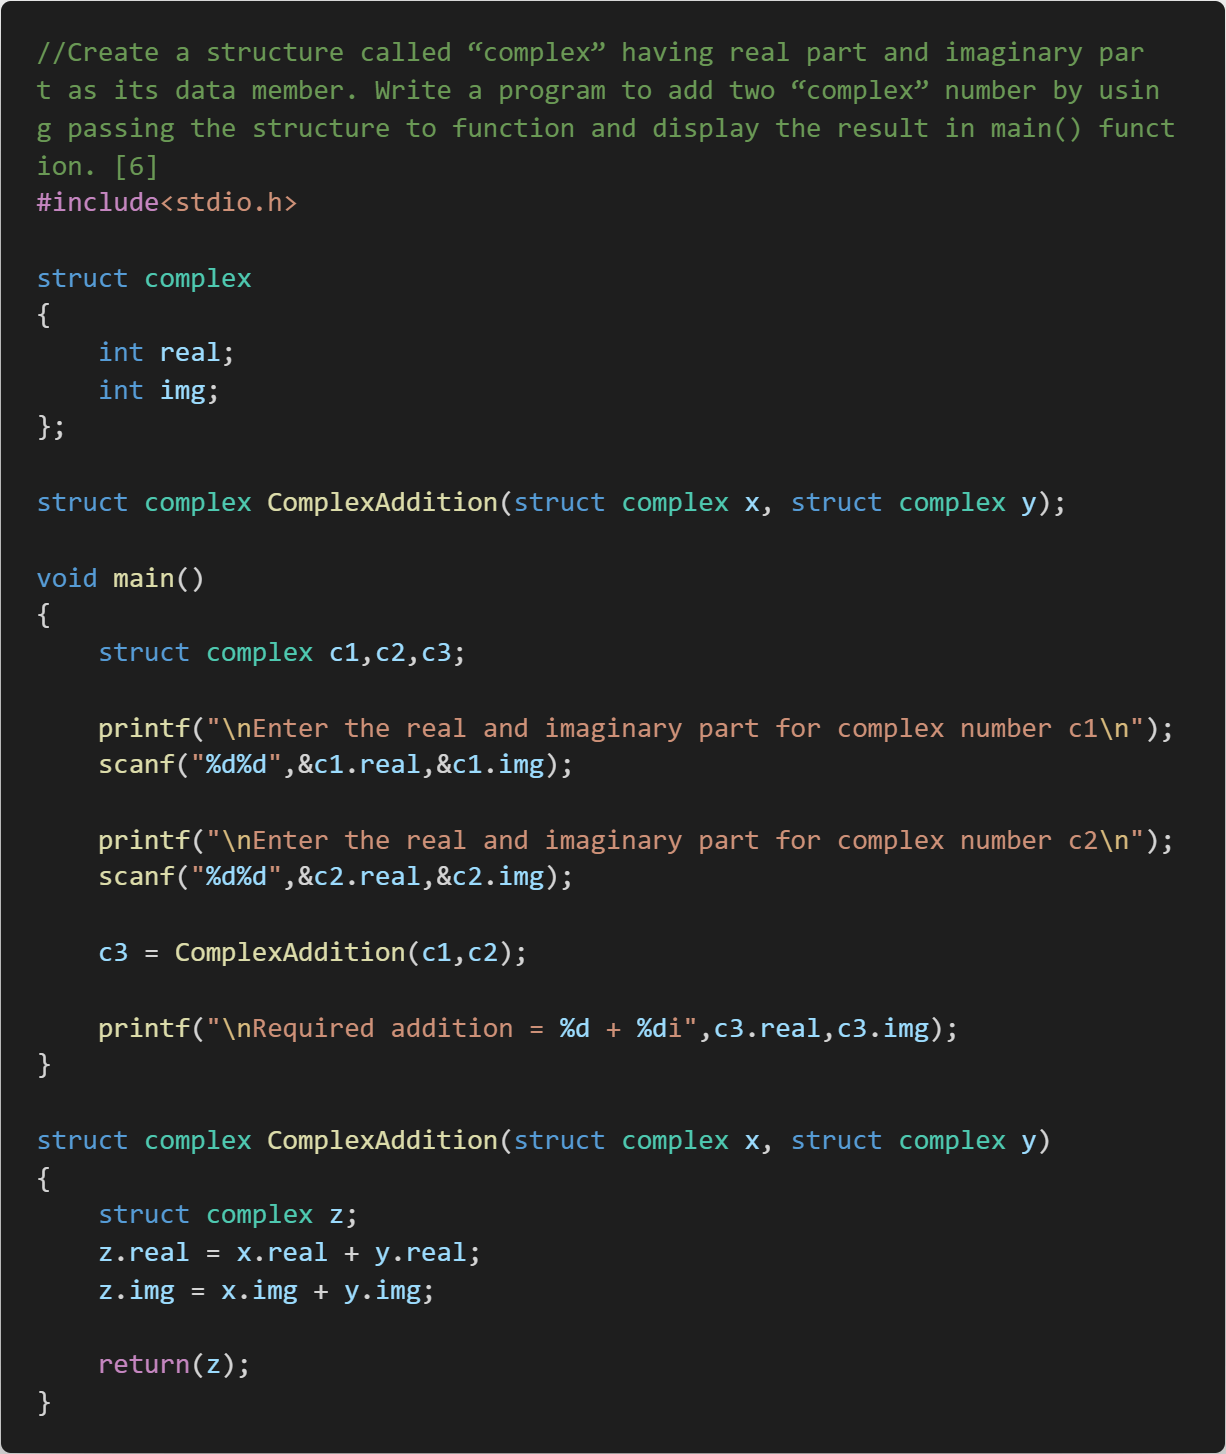 //Create a structure called “complex” having real part and imaginary par
t as its data member. Write a program to add two “complex” number by usin
g passing the structure to function and display the result in main() funct
ion. [6]
#include<stdio.h>

struct complex
{
    int real;
    int img;
};

struct complex ComplexAddition(struct complex x, struct complex y);

void main()
{
    struct complex c1,c2,c3;

    printf("\nEnter the real and imaginary part for complex number c1\n");
    scanf("%d%d",&c1.real,&c1.img);

    printf("\nEnter the real and imaginary part for complex number c2\n");
    scanf("%d%d",&c2.real,&c2.img);

    c3 = ComplexAddition(c1,c2);

    printf("\nRequired addition = %d + %di",c3.real,c3.img);
}

struct complex ComplexAddition(struct complex x, struct complex y)
{
    struct complex z;
    z.real = x.real + y.real;
    z.img = x.img + y.img;

    return(z);
}